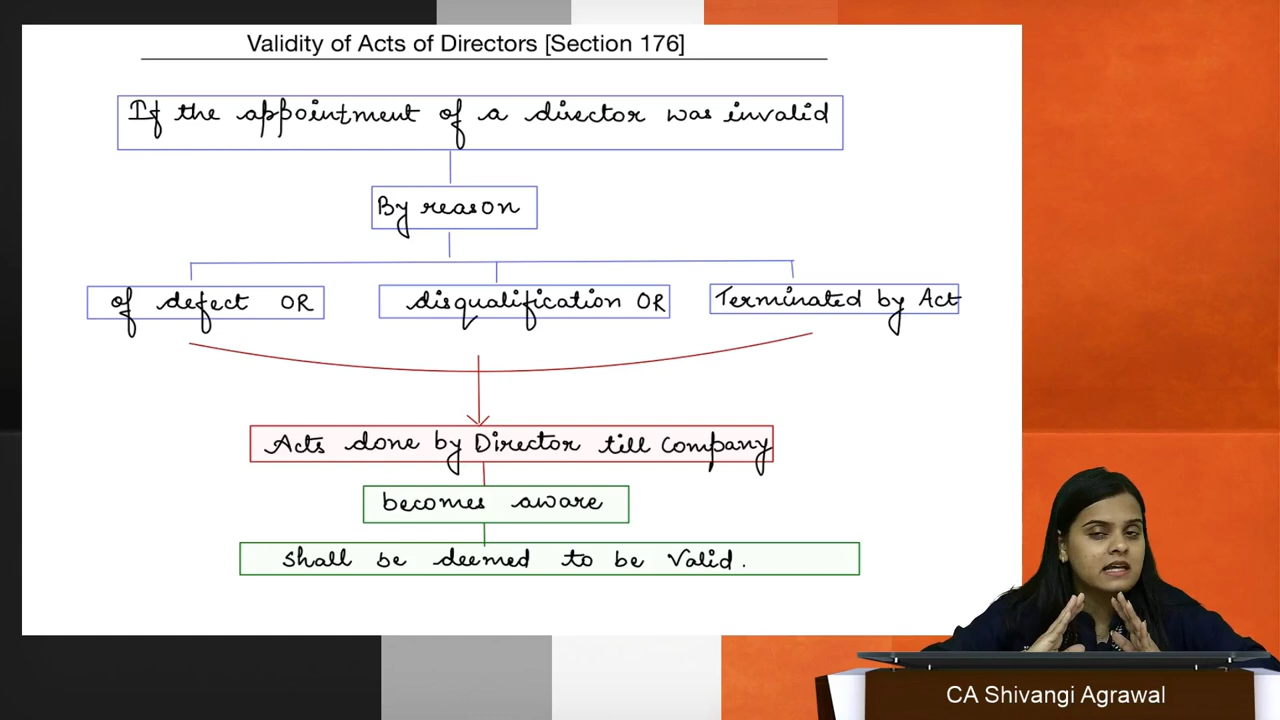 Validity of Acts of Directors [Section 176]
If the appointment of a director was invalid
By reason
of defect OR
disqualification OR
Terminated by Act
Acts done by Director till Company
becomes aware
shall be deemed to be Valid.
CA Shivangi Agrawal